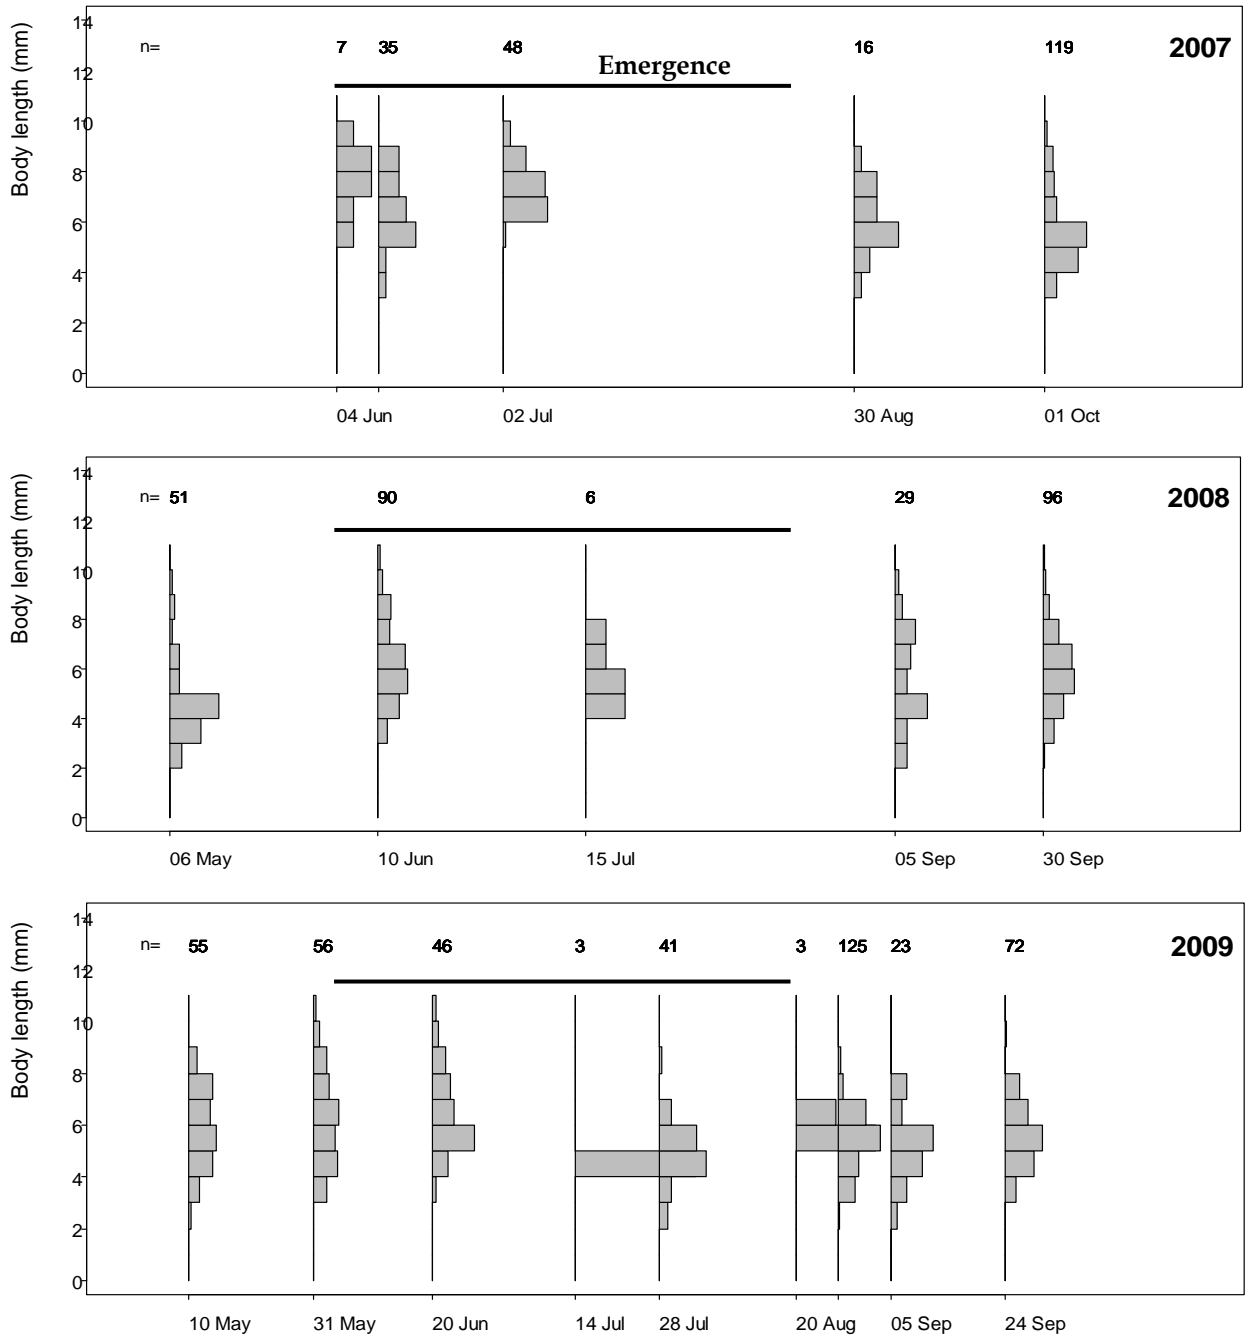 14
n= 7 35 48 16 119 2007
Emergence
12
10
8
6
4
2
0
Body length (mm)
04 Jun 02 Jul 30 Aug 01 Oct
14
n= 51 90 6 29 96 2008
12
10
8
6
4
2
0
Body length (mm)
06 May 10 Jun 15 Jul 05 Sep 30 Sep
14
n= 55 56 46 3 41 3 125 23 72 2009
12
10
8
6
4
2
0
Body length (mm)
10 May 31 May 20 Jun 14 Jul 28 Jul 20 Aug 05 Sep 24 Sep